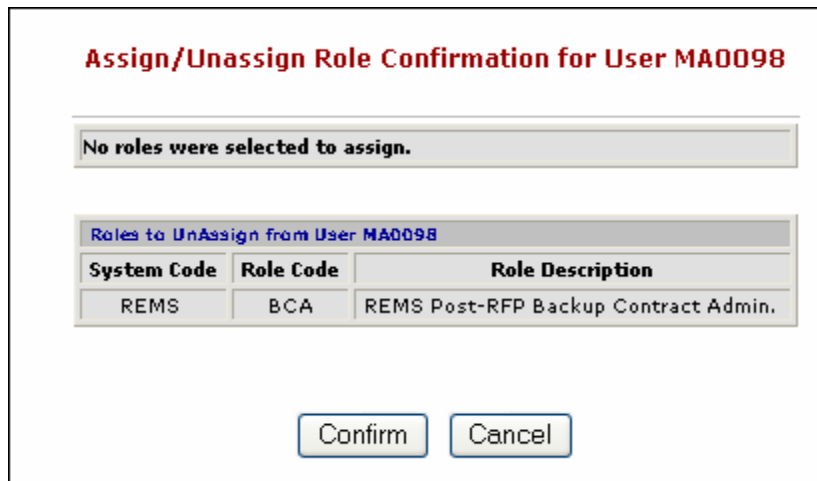 Assign/Unassign Role Confirmation for User MA0098
No roles were selected to assign.
Roles to UnAssign from User MA0098
System Code Role Code Role Description
REMS BCA REMS Post-RFP Backup Contract Admin.
Confirm Cancel